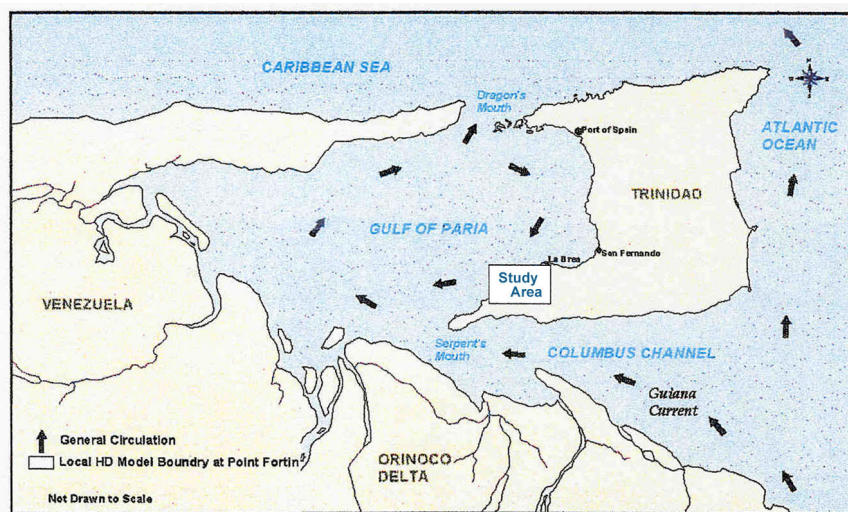 CARIBBEAN SEA
Dragon's
Mouth
N
W E
S
Port of Spain
ATLANTIC
OCEAN
TRINIDAD
GULF OF PARIA
San Fernando
La Brea
Study
Area
VENEZUELA
Serpent's
Mouth
COLUMBUS CHANNEL
Guiana
Current
General Circulation
Local HD Model Boundry at Point Fortin
ORINOCO
DELTA
Not Drawn to Scale